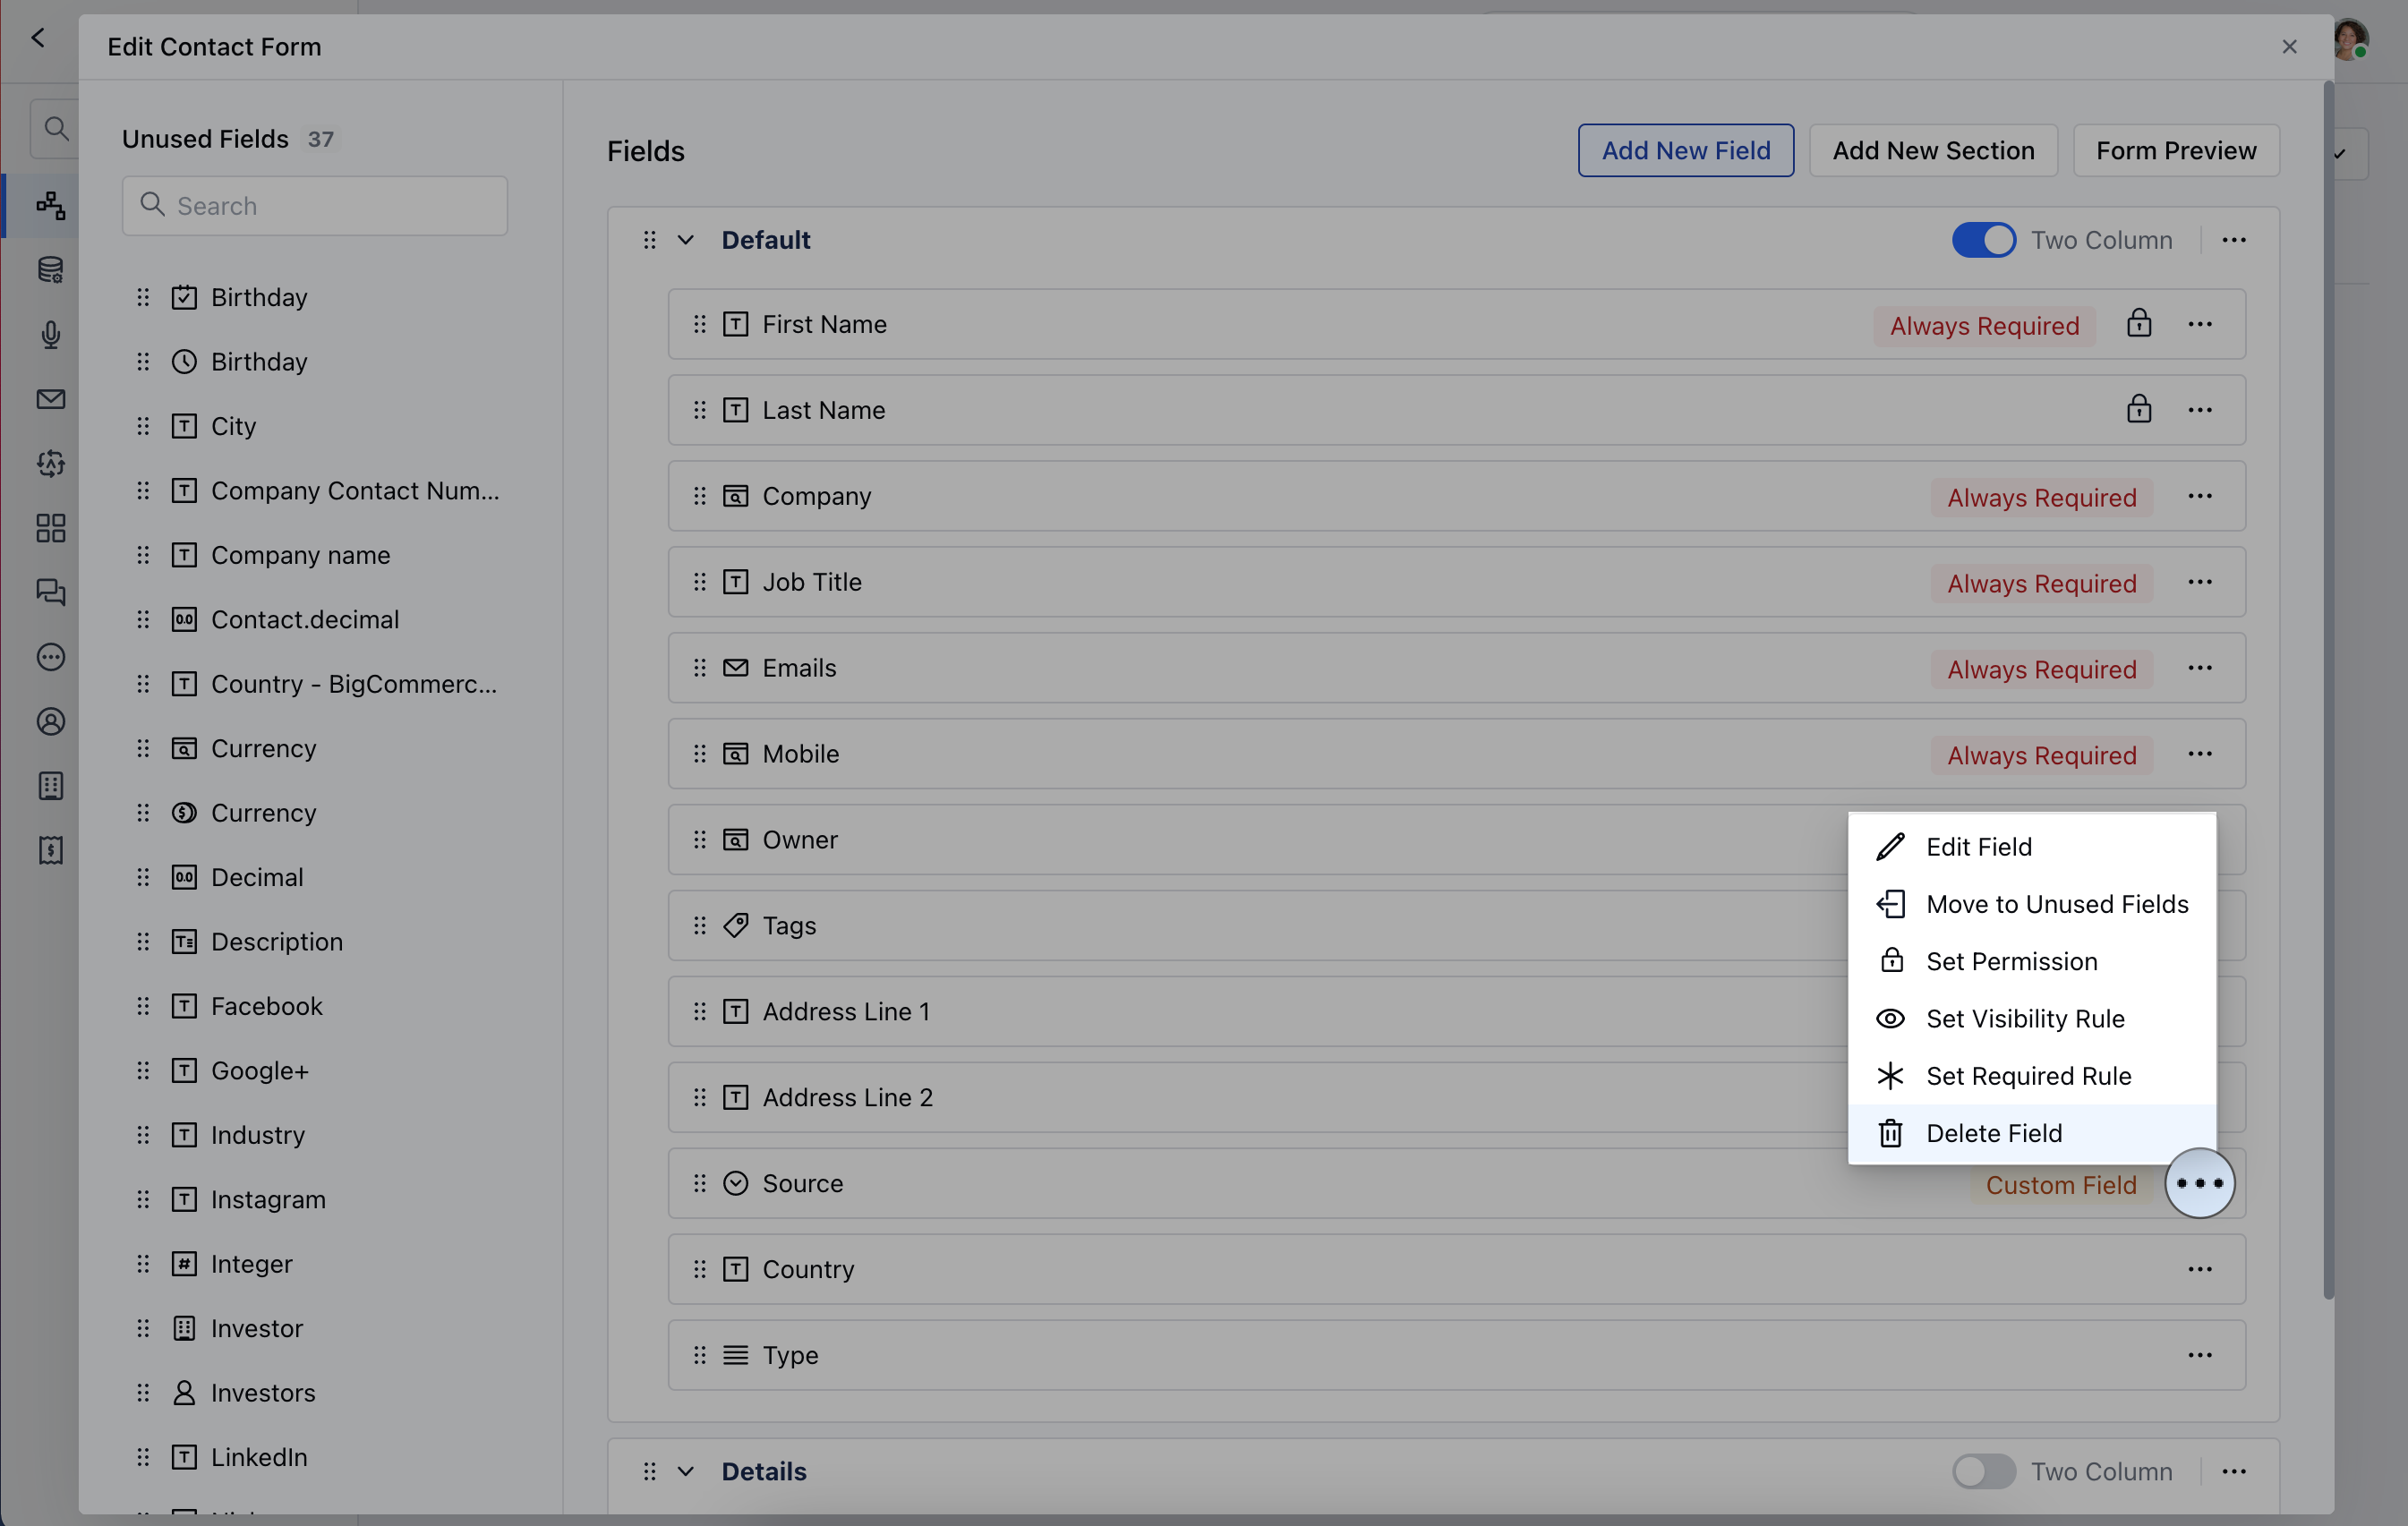 Edit Contact Form
Unused Fields 37
Search
Birthday
Birthday
City
Company Contact Num...
Company name
Contact.decimal
Country - BigCommerc...
Currency
Currency
Decimal
Description
Facebook
Google+
Industry
Instagram
Integer
Investor
Investors
LinkedIn
Fields
Add New Field
Add New Section
Form Preview
Default
Two Column
First Name
Always Required
Last Name
Company
Always Required
Job Title
Always Required
Emails
Always Required
Mobile
Always Required
Owner
Tags
Address Line 1
Address Line 2
Source
Custom Field
Country
Type
Edit Field
Move to Unused Fields
Set Permission
Set Visibility Rule
Set Required Rule
Delete Field
Details
Two Column